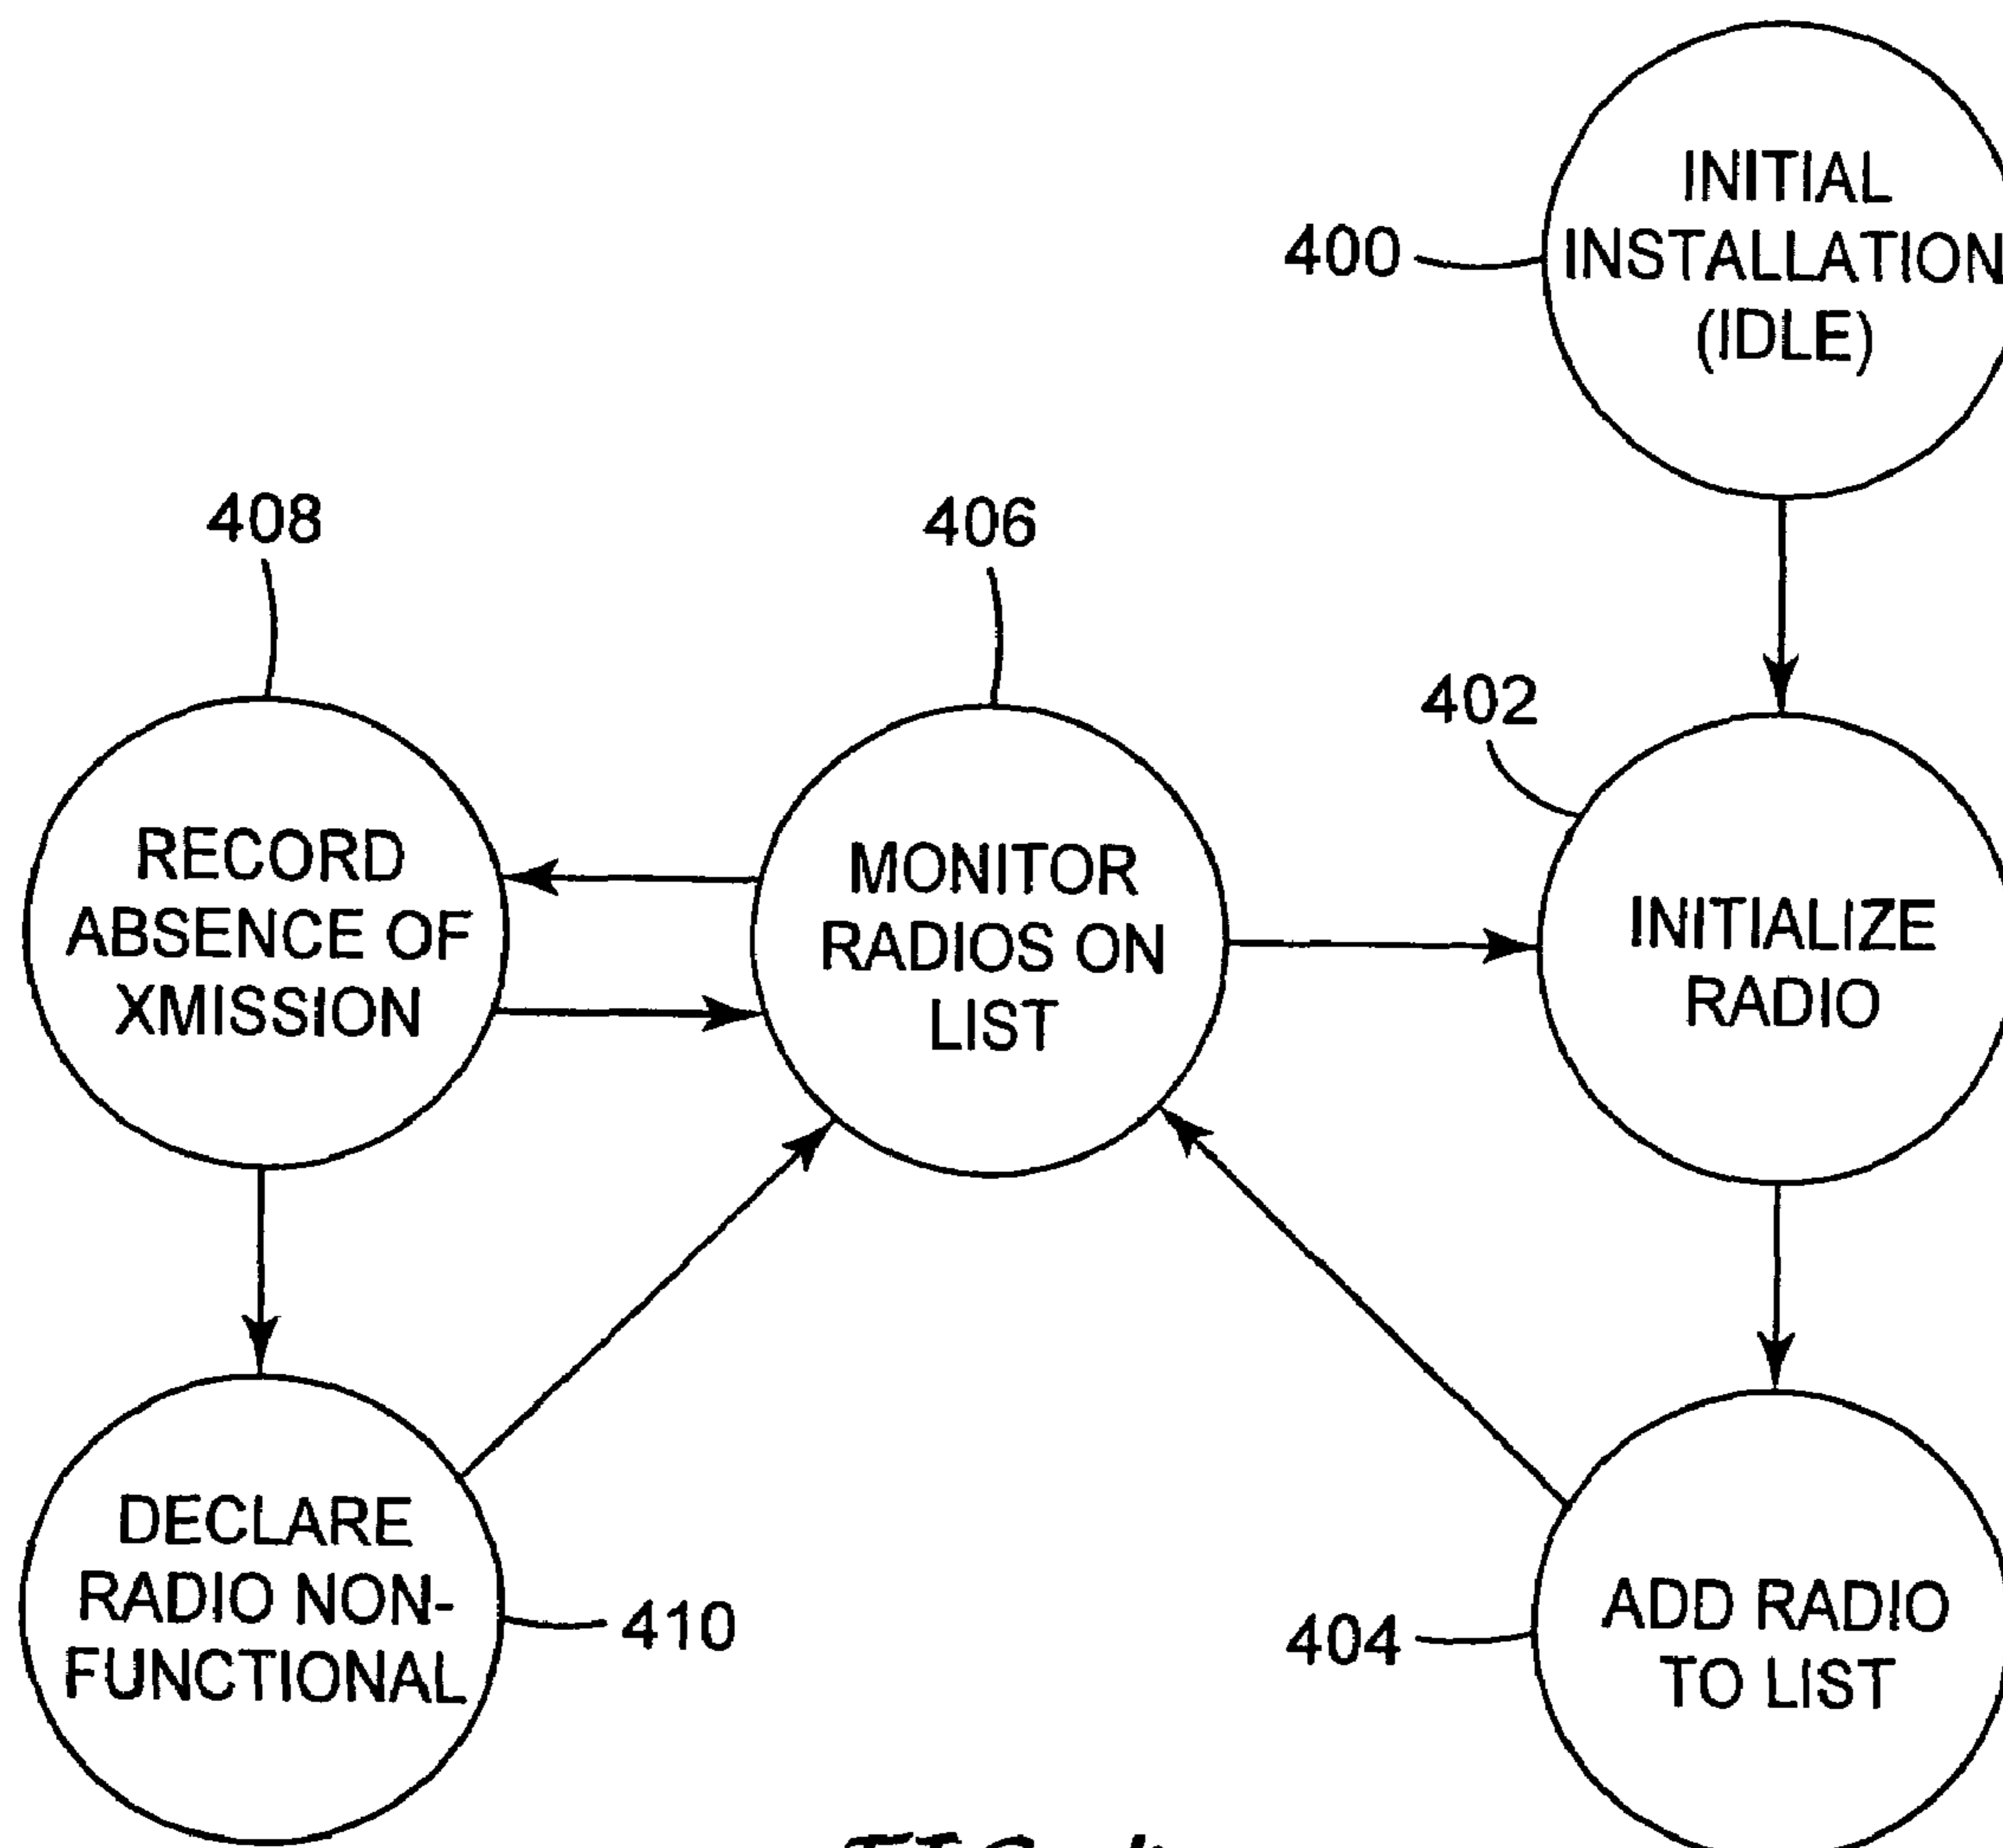 INITIAL
INSTALLATION
(IDLE)
400
408
406
402
RECORD
ABSENCE OF
XMISSION
MONITOR
RADIOS ON
LIST
INITIALIZE
RADIO
DECLARE
RADIO NON-
FUNCTIONAL
410
404
ADD RADIO
TO LIST